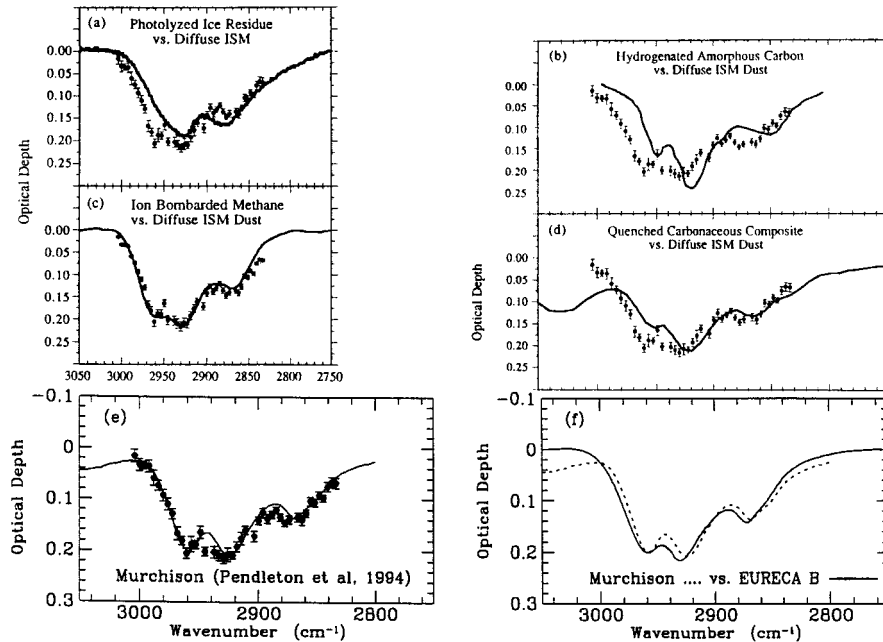 (a)
Photolyzed Ice Residue
vs. Diffuse ISM
0.00
0.05
0.10
0.15
0.20
0.25
(c)
Ion Bombarded Methane
vs. Diffuse ISM Dust
0.00
0.05
0.10
0.15
0.20
0.25
Optical Depth
3050
3000
2950
2900
2850
2800
2750
(b)
Hydrogenated Amorphous Carbon
vs. Diffuse ISM Dust
0.00
0.05
0.10
0.15
0.20
0.25
(d)
Quenched Carbonaceous Composite
vs. Diffuse ISM Dust
0.00
0.05
0.10
0.15
0.20
Optical Depth
(e)
−0.1
0
0.1
0.2
0.3
Optical Depth
Murchison (Pendleton et al, 1994)
3000
2900
2800
Wavenumber (cm⁻¹)
(f)
−0.1
0
0.1
0.2
0.3
Optical Depth
Murchison .... vs. EURECA B
3000
2900
2800
Wavenumber (cm⁻¹)